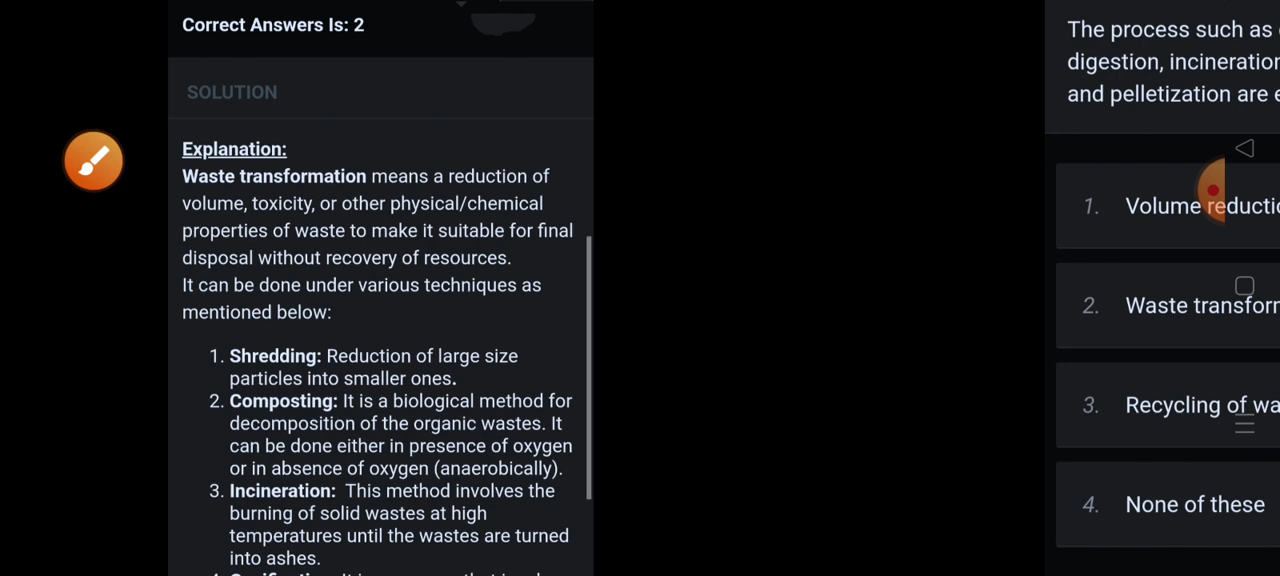 Correct Answers Is: 2
SOLUTION
Explanation:
Waste transformation means a reduction of
volume, toxicity, or other physical/chemical
properties of waste to make it suitable for final
disposal without recovery of resources.
It can be done under various techniques as
mentioned below:
1. Shredding: Reduction of large size
particles into smaller ones.
2. Composting: It is a biological method for
decomposition of the organic wastes. It
can be done either in presence of oxygen
or in absence of oxygen (anaerobically).
3. Incineration: This method involves the
burning of solid wastes at high
temperatures until the wastes are turned
into ashes.
The process such as
digestion, incineration
and pelletization are
1. Volume reducti
2. Waste transfor
3. Recycling of wa
4. None of these